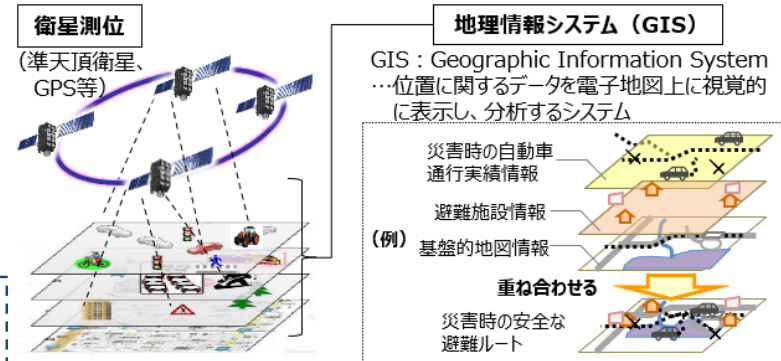 衛星測位
(準天頂衛星、
GPS等)
地理情報システム(GIS)
GIS:Geographic Information System
…位置に関するデータを電子地図上に視覚的
に表示し、分析するシステム
(例)
災害時の自動車
通行実績情報
避難施設情報
基盤的地図情報
重ね合わせる
災害時の安全な
避難ルート